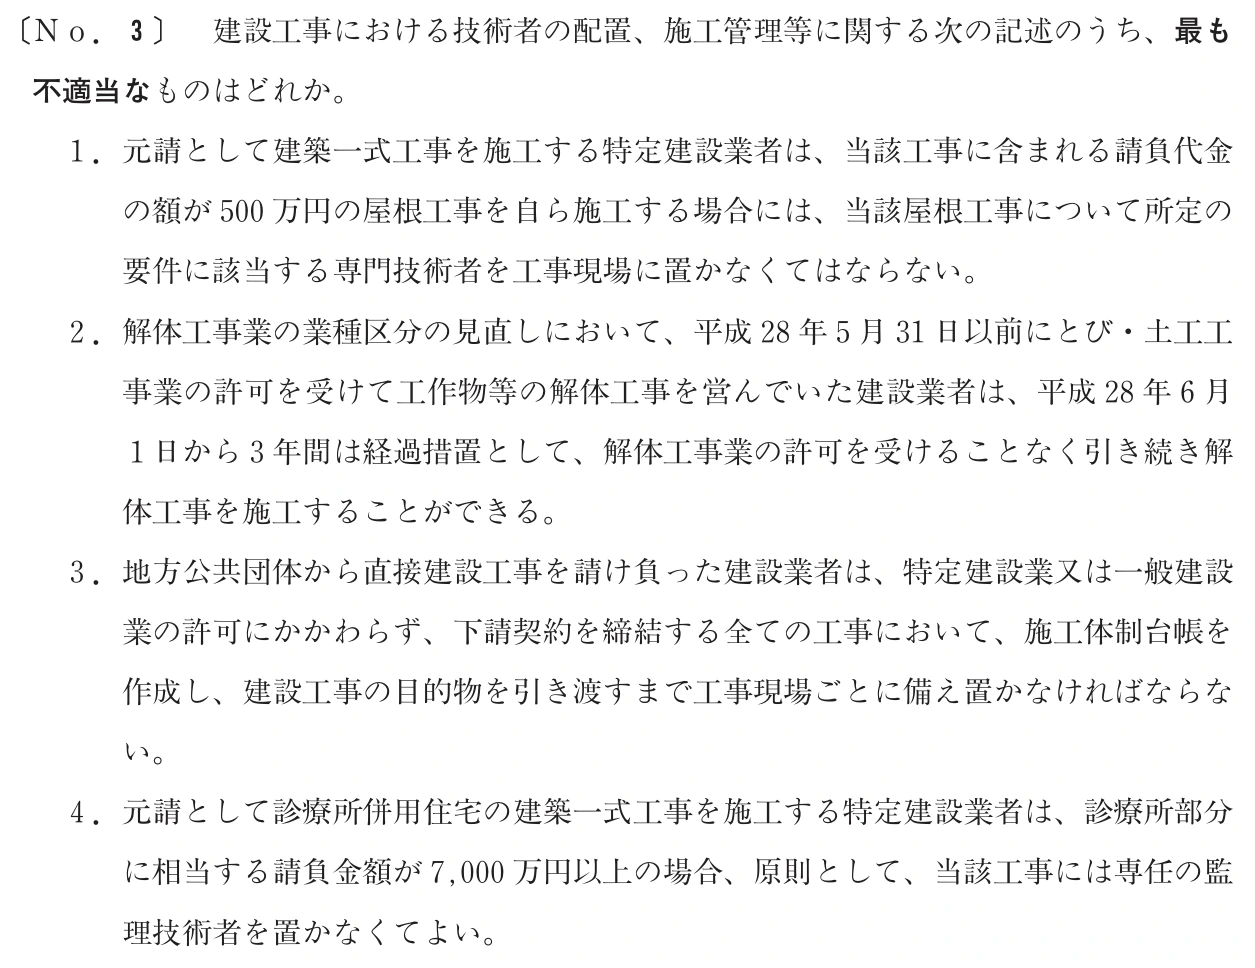 〔Ｎｏ． 3〕　建設工事における技術者の配置、施工管理等に関する次の記述のうち、最も
不適当なものはどれか。
1．元請として建築一式工事を施工する特定建設業者は、当該工事に含まれる請負代金
の額が 500 万円の屋根工事を自ら施工する場合には、当該屋根工事について所定の
要件に該当する専門技術者を工事現場に置かなくてはならない。
2．解体工事業の業種区分の見直しにおいて、平成 28 年 5 月 31 日以前にとび・土工工
事業の許可を受けて工作物等の解体工事を営んでいた建設業者は、平成 28 年 6 月
1 日から 3 年間は経過措置として、解体工事業の許可を受けることなく引き続き解
体工事を施工することができる。
3．地方公共団体から直接建設工事を請け負った建設業者は、特定建設業又は一般建設
業の許可にかかわらず、下請契約を締結する全ての工事において、施工体制台帳を
作成し、建設工事の目的物を引き渡すまで工事現場ごとに備え置かなければならな
い。
4．元請として診療所併用住宅の建築一式工事を施工する特定建設業者は、診療所部分
に相当する請負金額が 7,000 万円以上の場合、原則として、当該工事には専任の監
理技術者を置かなくてよい。